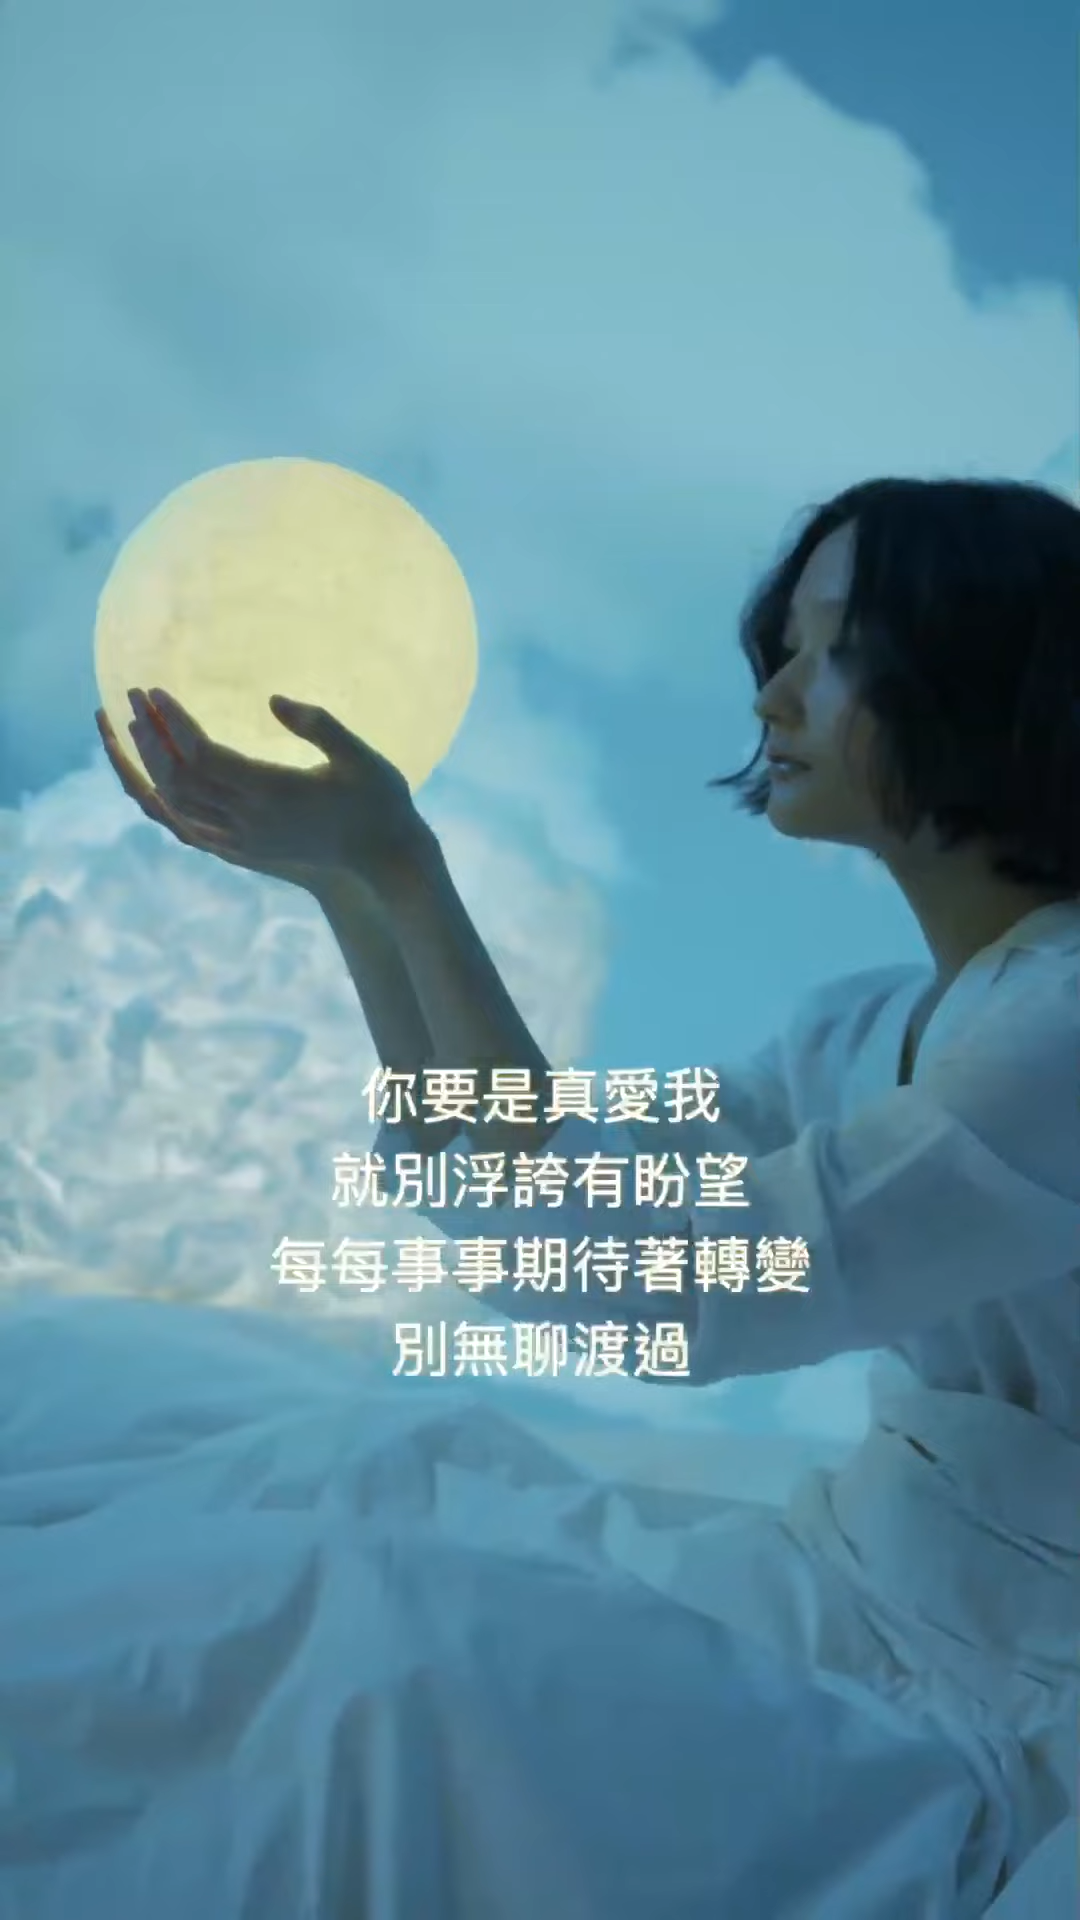 你要是真愛我
就別浮誇有盼望
每每事事期待著轉變
別無聊渡過